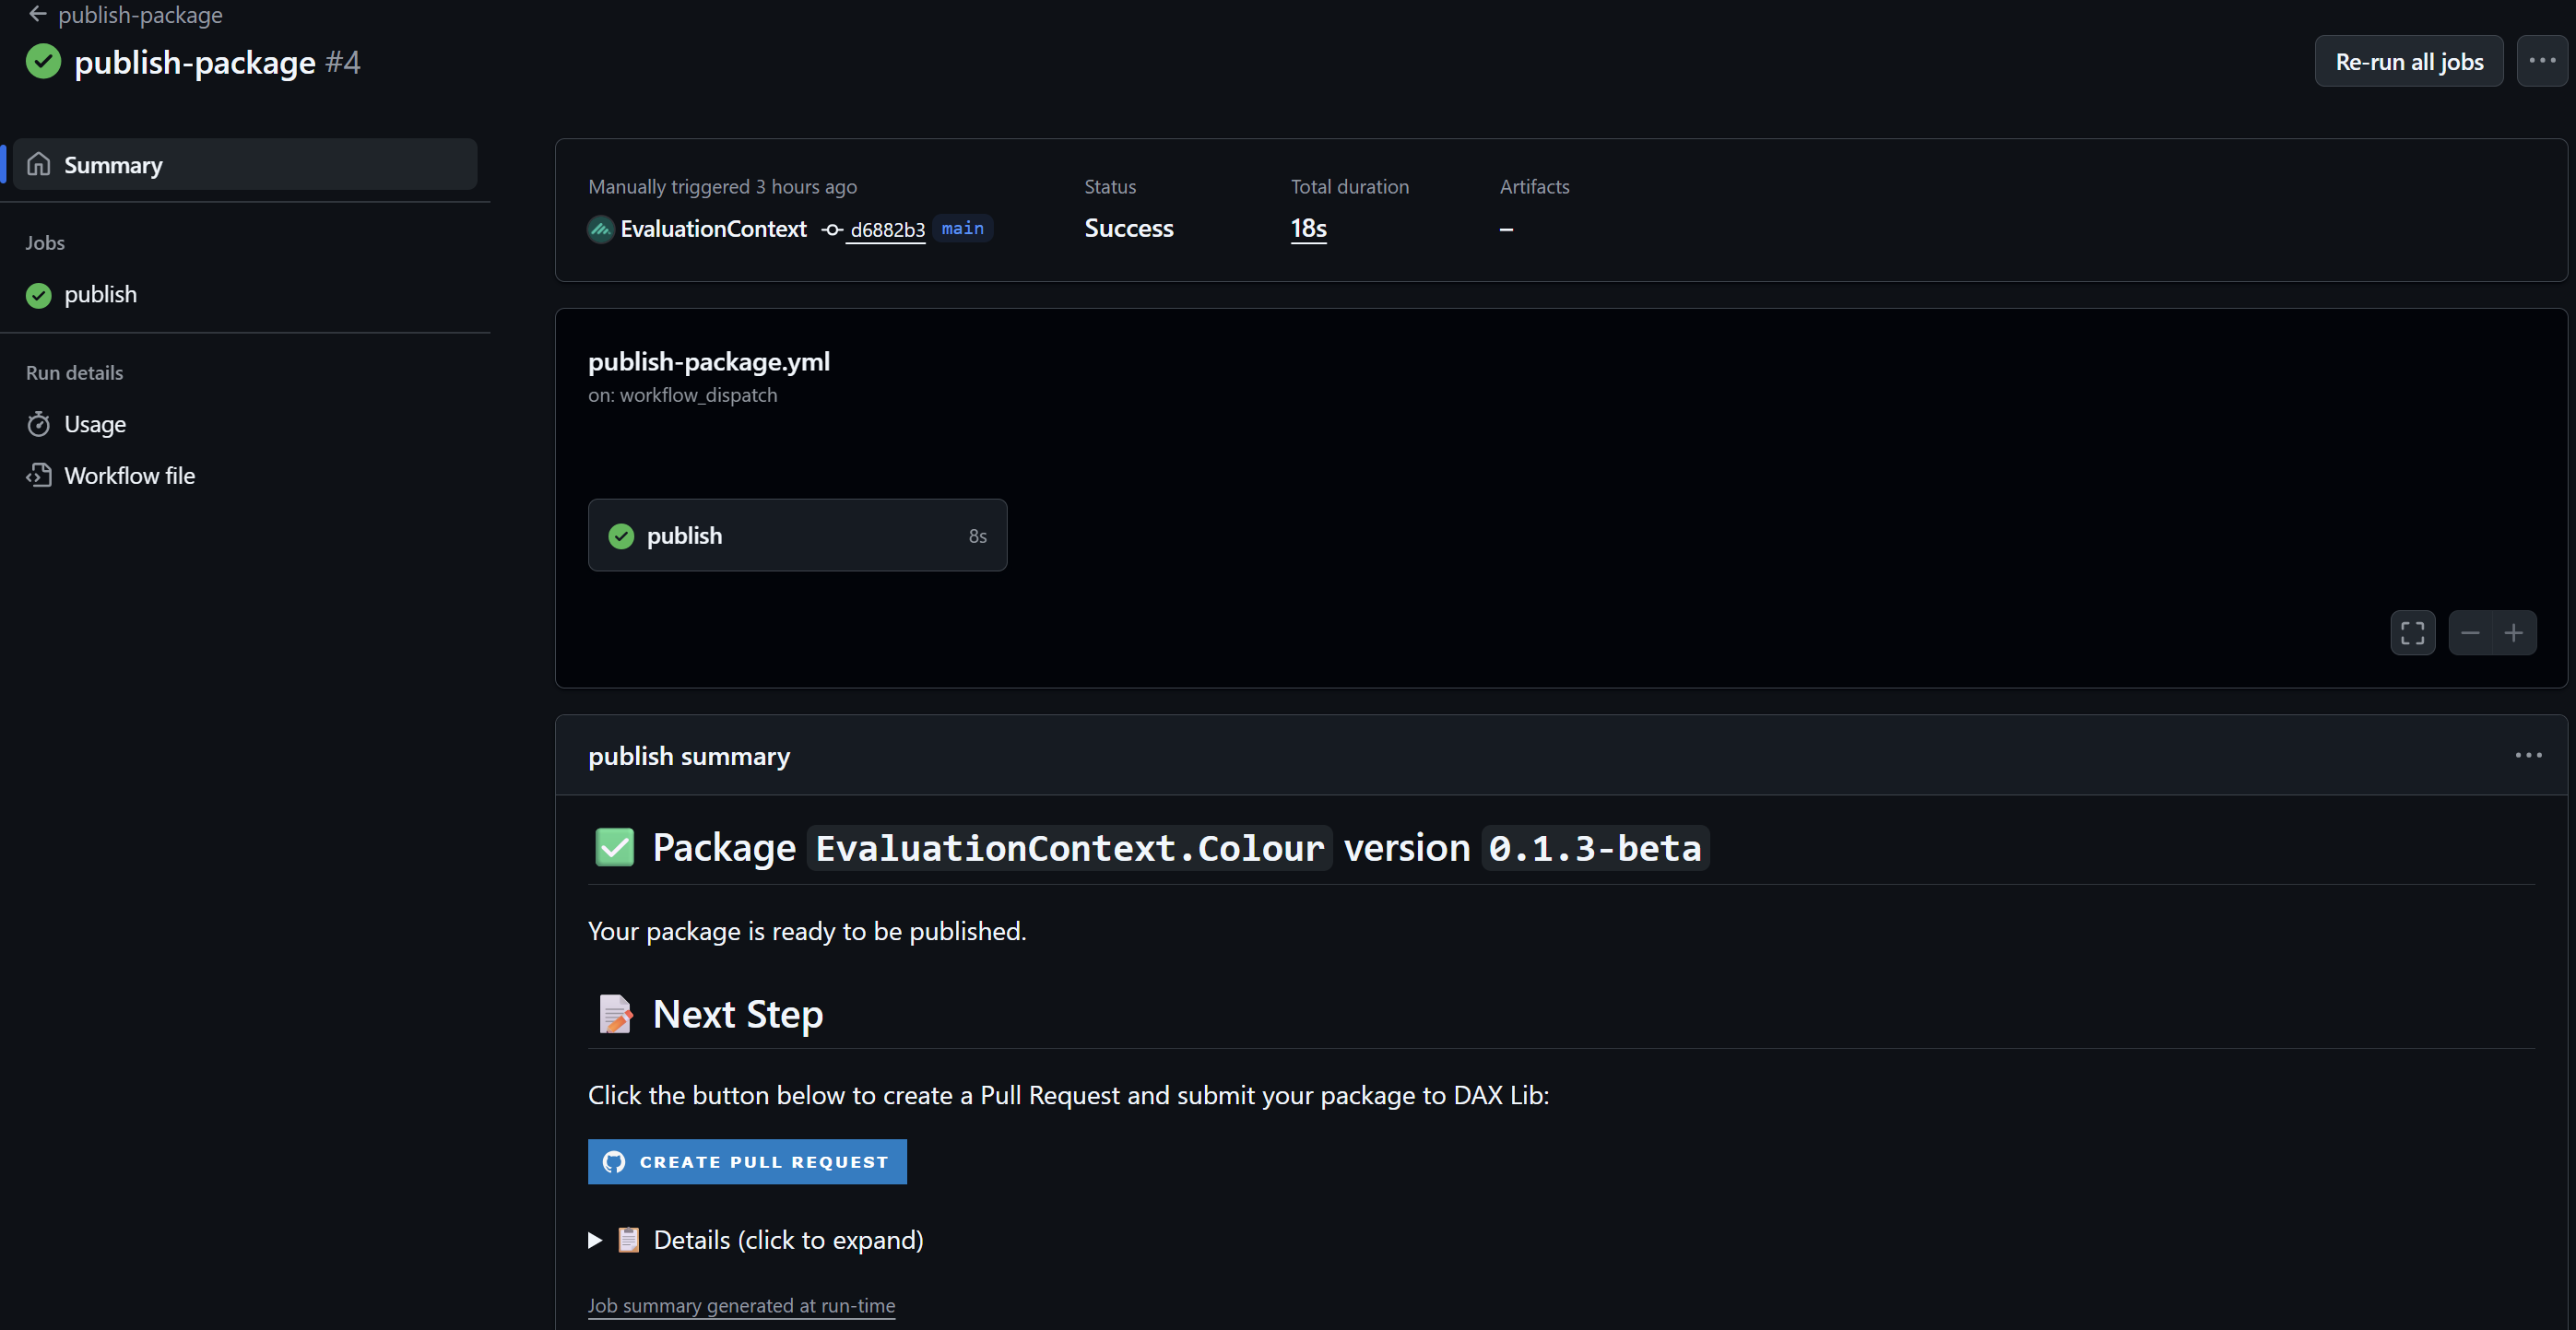 publish-package
publish-package #4
Re-run all jobs
Summary
Jobs
publish
Run details
Usage
Workflow file
Manually triggered 3 hours ago
EvaluationContext d6882b3 main
Status
Success
Total duration
18s
Artifacts
–
publish-package.yml
on: workflow_dispatch
publish 8s
publish summary
Package EvaluationContext.Colour version 0.1.3-beta
Your package is ready to be published.
Next Step
Click the button below to create a Pull Request and submit your package to DAX Lib:
CREATE PULL REQUEST
Details (click to expand)
Job summary generated at run-time